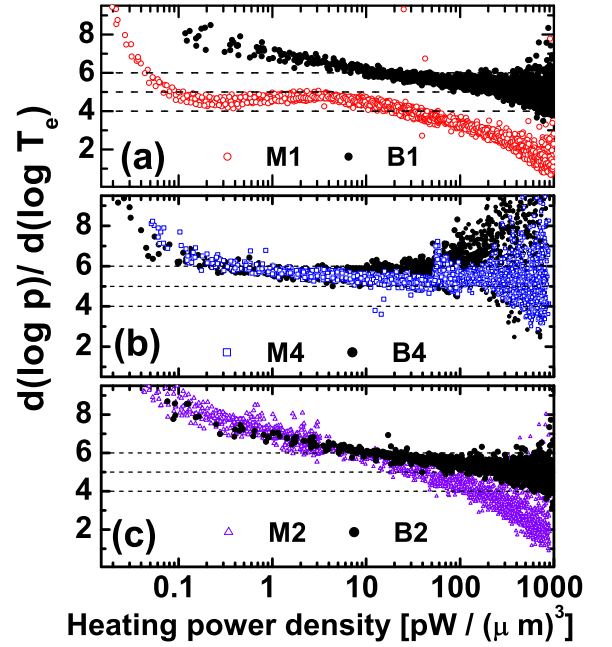 d(log p)/ d(log Tₑ)
8
6
4
2
(a)
M1
B1
8
6
4
2
(b)
M4
B4
8
6
4
2
(c)
M2
B2
0.1 1 10 100 1000
Heating power density [pW / (μ m)³]